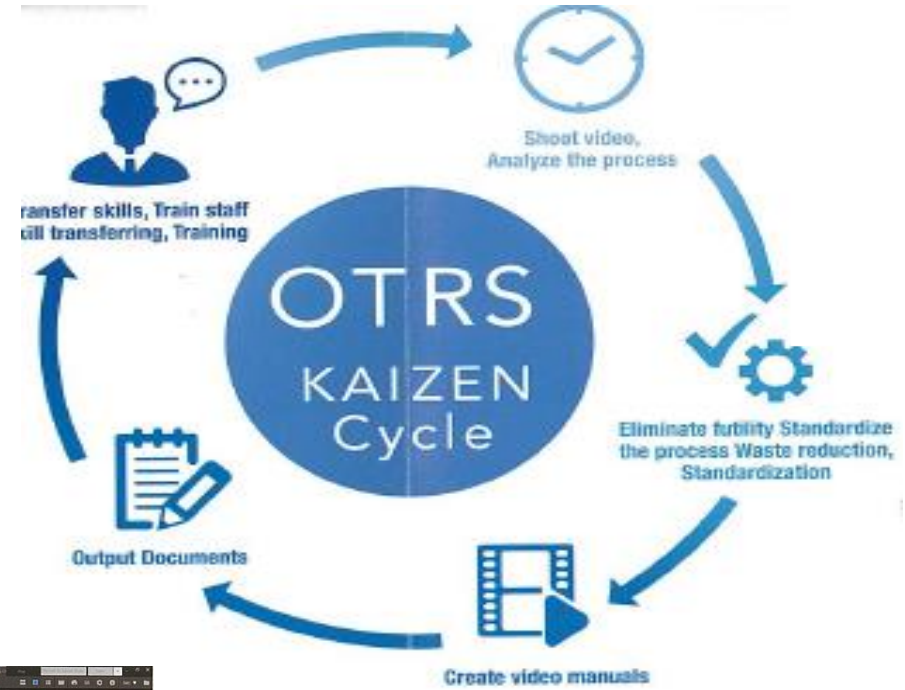 Shoot video,
Analyze the process
ransfer skills, Train staff
kill transferring, Training
OTRS
KAIZEN
Cycle
Eliminate futility Standardize
the process Waste reduction,
Standardization
Output Documents
Create video manuals